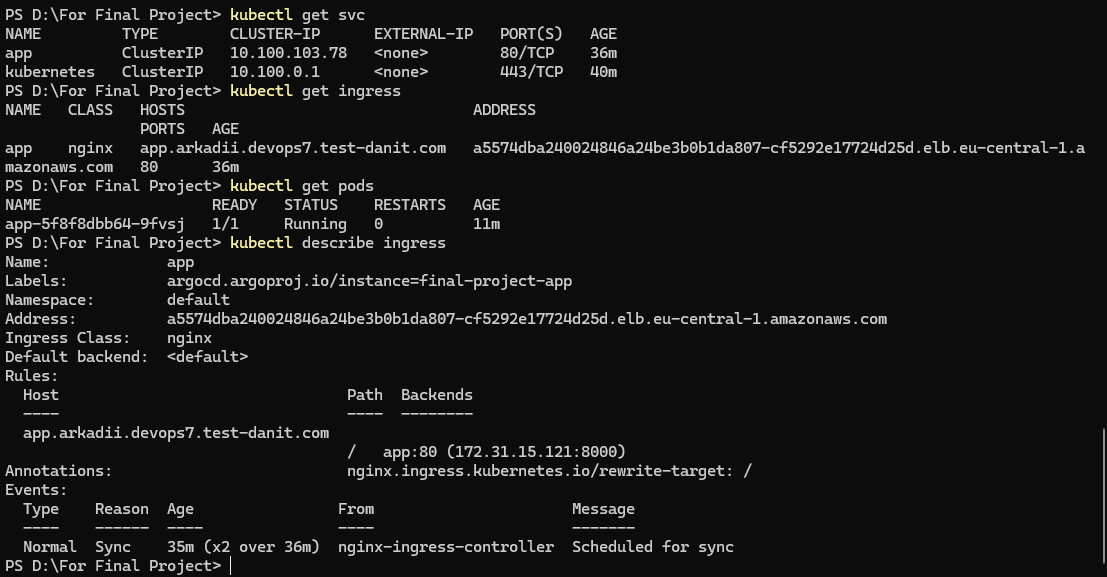 PS D:\For Final Project> kubectl get svc
NAME         TYPE        CLUSTER-IP      EXTERNAL-IP   PORT(S)   AGE
app          ClusterIP   10.100.103.78   <none>        80/TCP    36m
kubernetes   ClusterIP   10.100.0.1      <none>        443/TCP   40m
PS D:\For Final Project> kubectl get ingress
NAME   CLASS   HOSTS                                ADDRESS
               PORTS   AGE
app    nginx   app.arkadii.devops7.test-danit.com   a5574dba240024846a24be3b0b1da807-cf5292e17724d25d.elb.eu-central-1.a
mazonaws.com   80      36m
PS D:\For Final Project> kubectl get pods
NAME                   READY   STATUS    RESTARTS   AGE
app-5f8f8dbb64-9fvsj   1/1     Running   0          11m
PS D:\For Final Project> kubectl describe ingress
Name:             app
Labels:           argocd.argoproj.io/instance=final-project-app
Namespace:        default
Address:          a5574dba240024846a24be3b0b1da807-cf5292e17724d25d.elb.eu-central-1.amazonaws.com
Ingress Class:    nginx
Default backend:  <default>
Rules:
  Host                                Path  Backends
  ----                                ----  --------
  app.arkadii.devops7.test-danit.com
                                      /   app:80 (172.31.15.121:8000)
Annotations:                          nginx.ingress.kubernetes.io/rewrite-target: /
Events:
  Type    Reason  Age                From                      Message
  ----    ------  ----               ----                      -------
  Normal  Sync    35m (x2 over 36m)  nginx-ingress-controller  Scheduled for sync
PS D:\For Final Project>